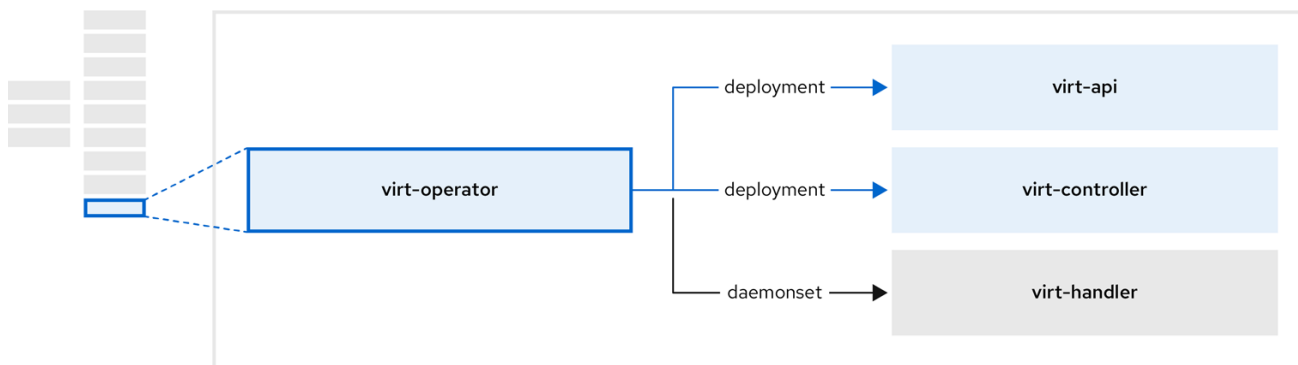 deployment
virt-api
virt-operator
deployment
virt-controller
daemonset
virt-handler